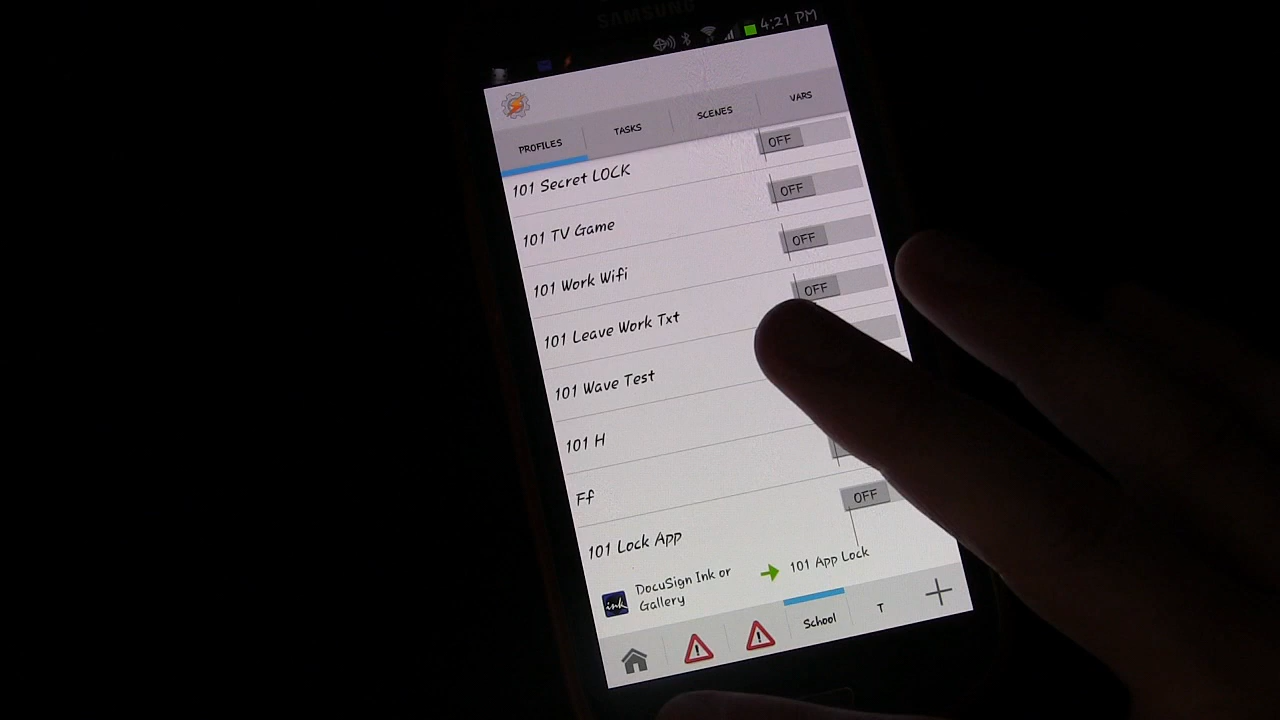 SAMSUNG
4:21 PM
PROFILES TASKS SCENES VARS
OFF
101 Secret LOCK
OFF
101 TV Game
OFF
101 Work Wifi
OFF
101 Leave Work Txt
101 Wave Test
101 H
Ff
OFF
101 Lock App
DocuSign Ink or
Gallery
101 App Lock
ink
School
T